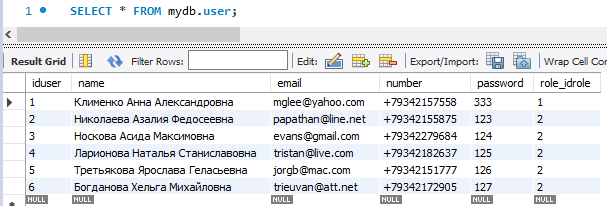 1 SELECT * FROM mydb.user;
Result Grid Filter Rows: Edit: Export/Import: Wrap Cell Con
iduser name email number password role_idrole
1 Клименко Анна Александровна mglee@yahoo.com +79342157558 333 1
2 Николаева Азалия Федосеевна papathan@line.net +79342155875 123 2
3 Носкова Асида Максимовна evans@gmail.com +79342279684 124 2
4 Ларионова Наталья Станиславовна tristan@live.com +79342182637 125 2
5 Третьякова Ярослава Геласьевна jorgb@mac.com +79342151777 126 2
6 Богданова Хельга Михайловна trieuvan@att.net +79342172905 127 2
NULL NULL NULL NULL NULL NULL